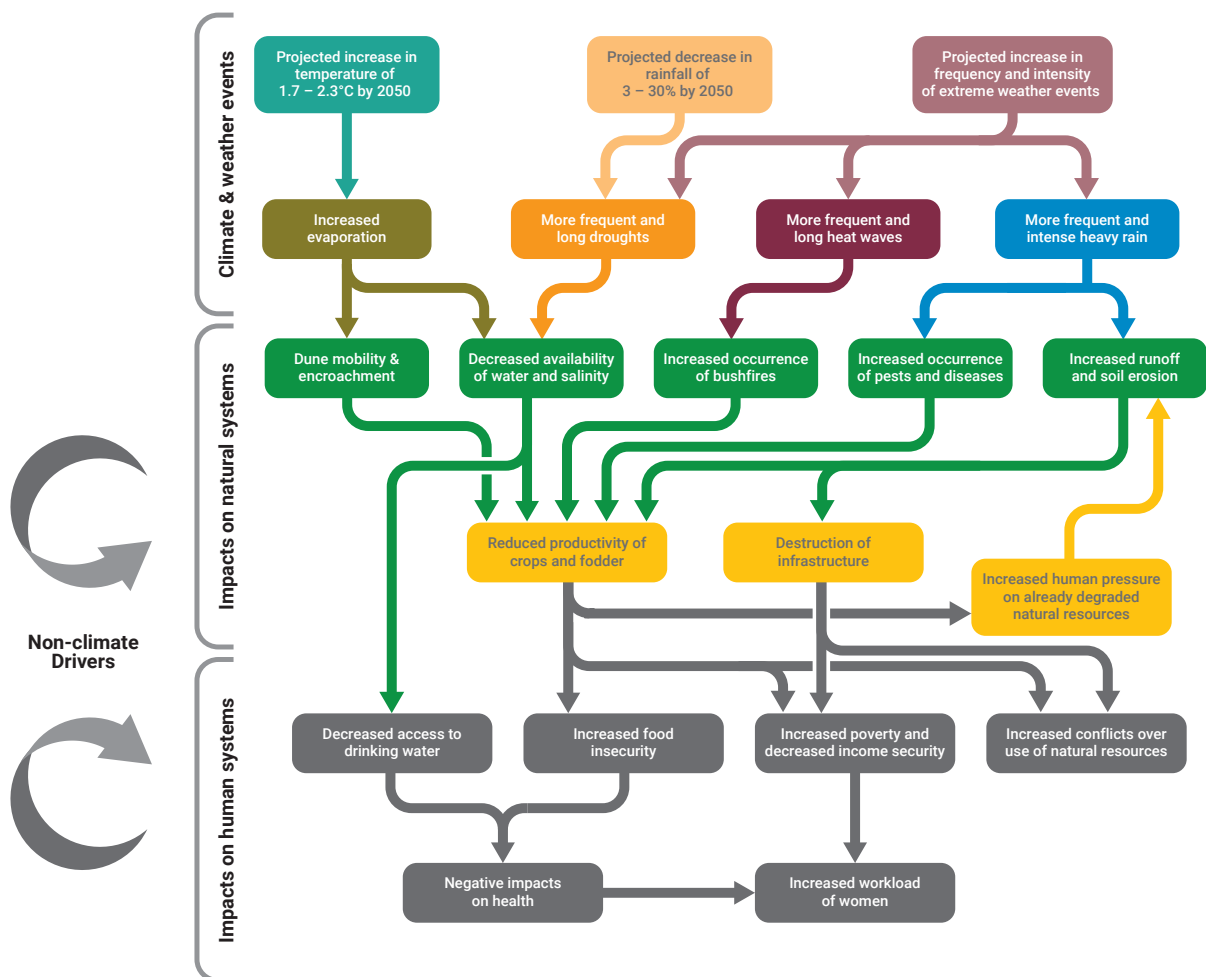 Climate & weather events
Projected increase in
temperature of
1.7 – 2.3°C by 2050
Projected decrease in
rainfall of
3 – 30% by 2050
Projected increase in
frequency and intensity
of extreme weather events
Increased
evaporation
More frequent and
long droughts
More frequent and
long heat waves
More frequent and
intense heavy rain
Impacts on natural systems
Dune mobility &
encroachment
Decreased availability
of water and salinity
Increased occurrence
of bushfires
Increased occurrence
of pests and diseases
Increased runoff
and soil erosion
Reduced productivity of
crops and fodder
Destruction of
infrastructure
Increased human pressure
on already degraded
natural resources
Non-climate
Drivers
Impacts on human systems
Decreased access to
drinking water
Increased food
insecurity
Increased poverty and
decreased income security
Increased conflicts over
use of natural resources
Negative impacts
on health
Increased workload
of women